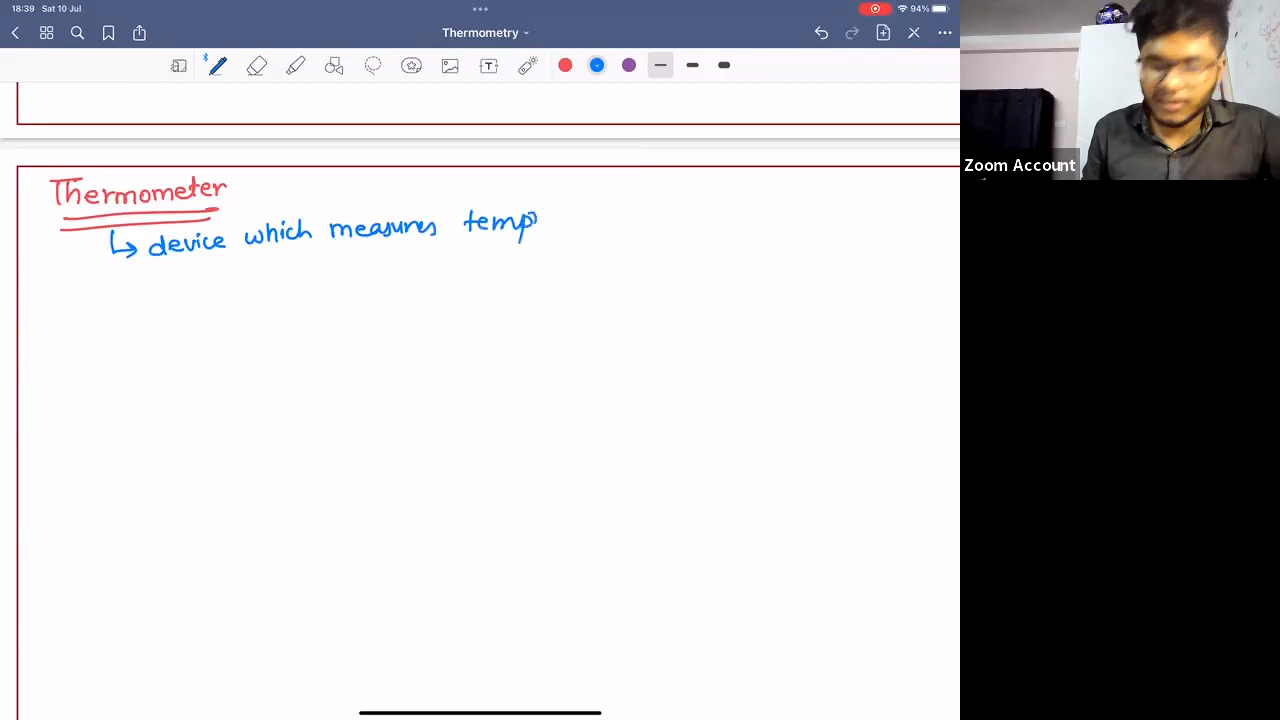 18:39 Sat 10 Jul
94%
Thermometry
T
Zoom Account
Thermometer
↳ device which measures temp